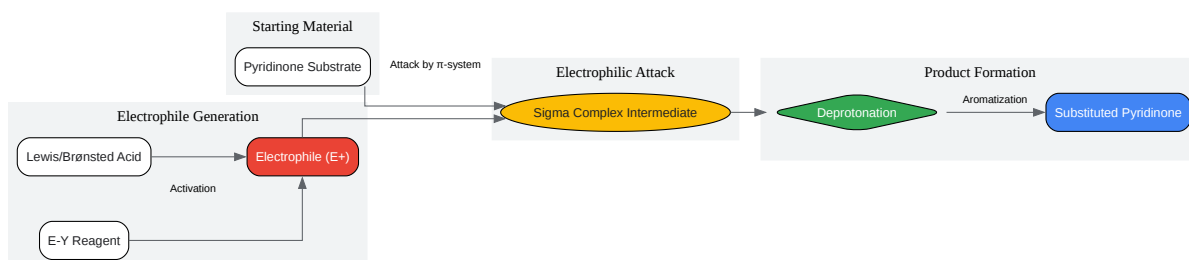 Starting Material
Pyridinone Substrate
Attack by π-system
Electrophile Generation
Lewis/Brønsted Acid
Electrophile (E+)
Activation
E-Y Reagent
Electrophilic Attack
Sigma Complex Intermediate
Product Formation
Deprotonation
Aromatization
Substituted Pyridinone